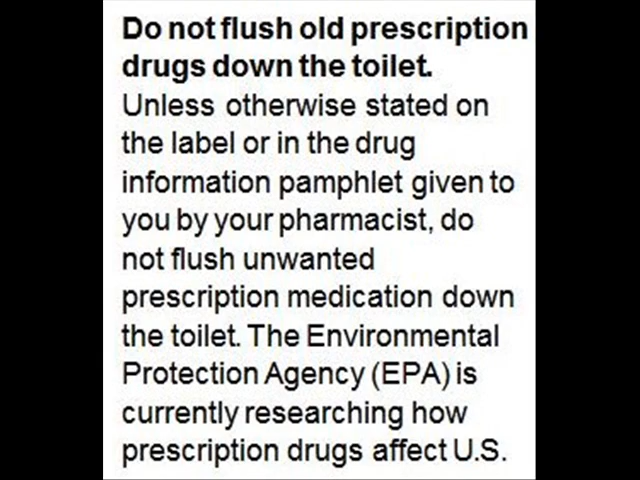 Do not flush old prescription
drugs down the toilet.
Unless otherwise stated on
the label or in the drug
information pamphlet given to
you by your pharmacist, do
not flush unwanted
prescription medication down
the toilet. The Environmental
Protection Agency (EPA) is
currently researching how
prescription drugs affect U.S.